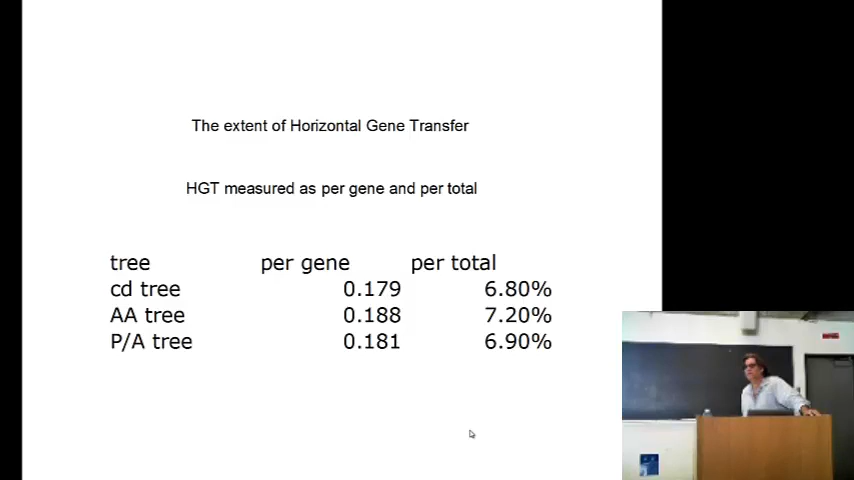 The extent of Horizontal Gene Transfer
HGT measured as per gene and per total
tree per gene per total
cd tree 0.179 6.80%
AA tree 0.188 7.20%
P/A tree 0.181 6.90%